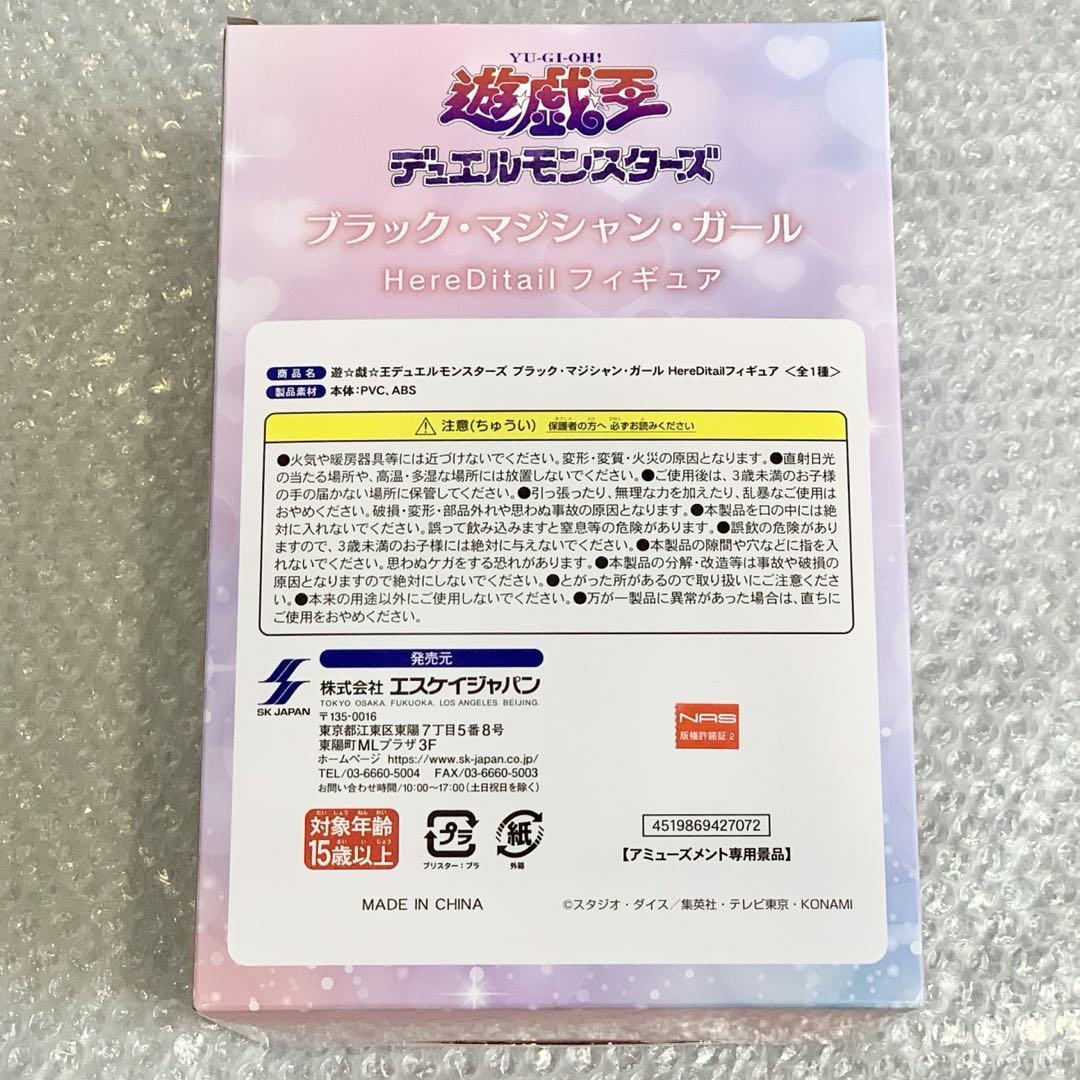 YU-GI-OH!
遊戯王
デュエルモンスターズ
ブラック・マジシャン・ガール
HereDitail フィギュア
商品名 遊☆戯☆王デュエルモンスターズ ブラック・マジシャン・ガール HereDitailフィギュア <全1種>
製品素材 本体:PVC、ABS
注意(ちゅうい) 保護者の方へ 必ずお読みください
●火気や暖房器具等には近づけないでください。変形・変質・火災の原因となります。●直射日光
の当たる場所や、高温・多湿な場所には放置しないでください。●ご使用後は、3歳未満のお子様
の手の届かない場所に保管してください。●引っ張ったり、無理な力を加えたり、乱暴なご使用は
おやめください。破損・変形・部品外れや思わぬ事故の原因となります。●本製品を口の中には絶
対に入れないでください。誤って飲み込みますと窒息等の危険があります。●誤飲の危険があり
ますので、3歳未満のお子様には絶対に与えないでください。●本製品の隙間や穴などに指を入
れないでください。思わぬケガをする恐れがあります。●本製品の分解・改造等は事故や破損の
原因となりますので絶対にしないでください。●とがった所があるので取り扱いにご注意くださ
い。●本来の用途以外にご使用しないでください。●万が一製品に異常があった場合は、直ちに
ご使用をおやめください。
発売元
SK JAPAN
株式会社 エスケイジャパン
TOKYO OSAKA. FUKUOKA. LOS ANGELES. BEIJING.
〒135-0016
東京都江東区東陽7丁目5番8号
東陽町MLプラザ3F
ホームページ https://www.sk-japan.co.jp/
TEL/03-6660-5004 FAX/03-6660-5003
お問い合わせ時間/10:00~17:00(土日祝日を除く)
NAS
版権許諾証 2
たいしょうねんれい
対象年齢
さいいじょう
15歳以上
プラ
ブリスター:プラ
紙
外箱
4519869427072
【アミューズメント専用景品】
MADE IN CHINA
©スタジオ・ダイス/集英社・テレビ東京・KONAMI